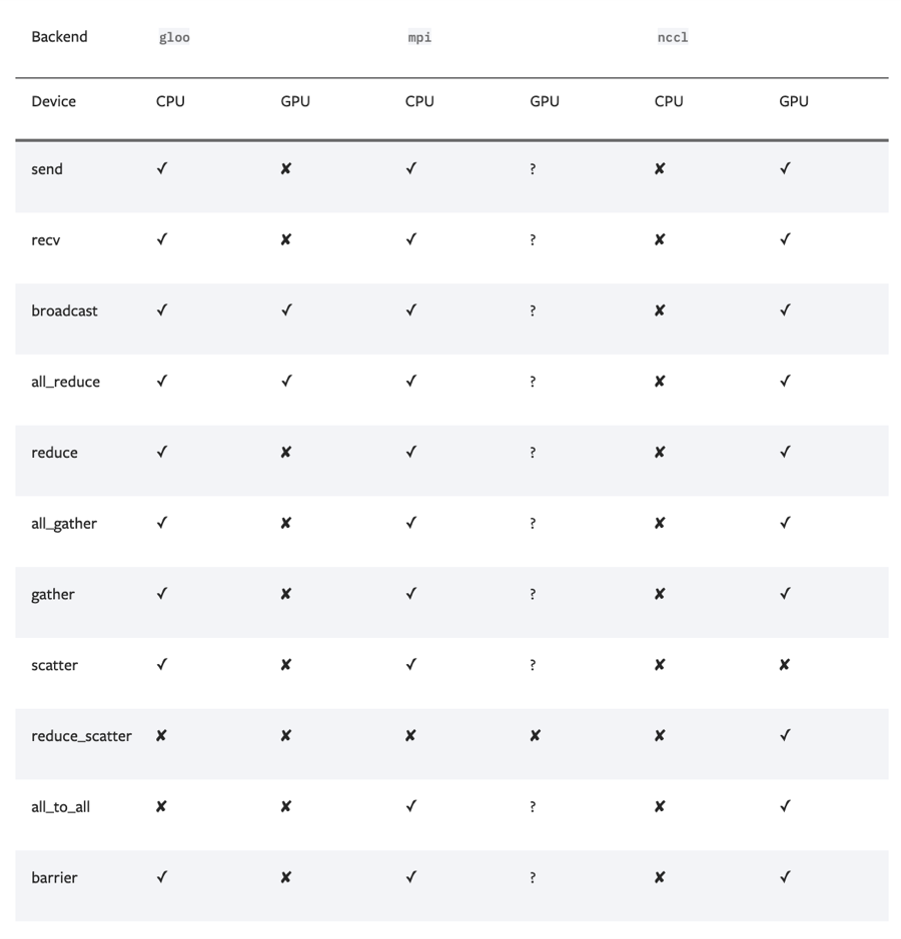 Backend gloo mpi nccl
Device CPU GPU CPU GPU CPU GPU
send ✓ ✘ ✓ ? ✘ ✓
recv ✓ ✘ ✓ ? ✘ ✓
broadcast ✓ ✓ ✓ ? ✘ ✓
all_reduce ✓ ✓ ✓ ? ✘ ✓
reduce ✓ ✘ ✓ ? ✘ ✓
all_gather ✓ ✘ ✓ ? ✘ ✓
gather ✓ ✘ ✓ ? ✘ ✓
scatter ✓ ✘ ✓ ? ✘ ✘
reduce_scatter ✘ ✘ ✘ ✘ ✘ ✓
all_to_all ✘ ✘ ✓ ? ✘ ✓
barrier ✓ ✘ ✓ ? ✘ ✓